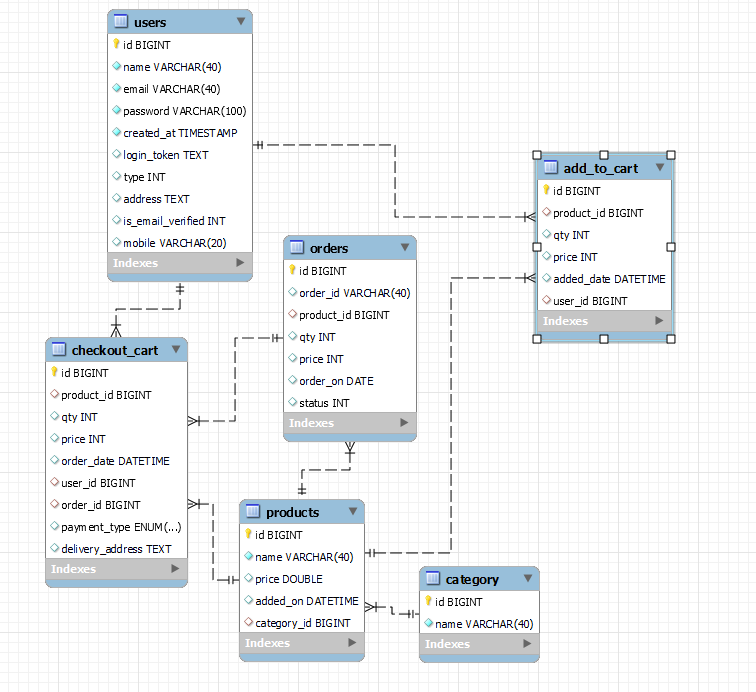 users
id BIGINT
name VARCHAR(40)
email VARCHAR(40)
password VARCHAR(100)
created_at TIMESTAMP
login_token TEXT
type INT
address TEXT
is_email_verified INT
mobile VARCHAR(20)
Indexes
add_to_cart
id BIGINT
product_id BIGINT
qty INT
price INT
added_date DATETIME
user_id BIGINT
Indexes
orders
id BIGINT
order_id VARCHAR(40)
product_id BIGINT
qty INT
price INT
order_on DATE
status INT
Indexes
checkout_cart
id BIGINT
product_id BIGINT
qty INT
price INT
order_date DATETIME
user_id BIGINT
order_id BIGINT
payment_type ENUM(...)
delivery_address TEXT
Indexes
products
id BIGINT
name VARCHAR(40)
price DOUBLE
added_on DATETIME
category_id BIGINT
Indexes
category
id BIGINT
name VARCHAR(40)
Indexes